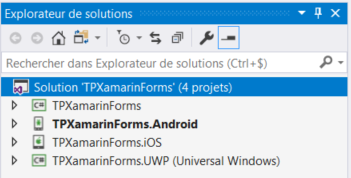 Explorateur de solutions
Rechercher dans Explorateur de solutions (Ctrl+$)
Solution 'TPXamarinForms' (4 projets)
C# TPXamarinForms
TPXamarinForms.Android
TPXamarinForms.iOS
C# TPXamarinForms.UWP (Universal Windows)